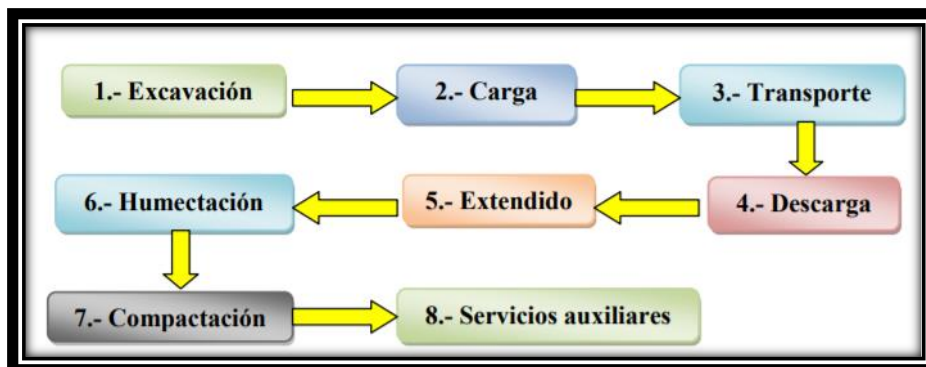 1.- Excavación
2.- Carga
3.- Transporte
4.- Descarga
5.- Extendido
6.- Humectación
7.- Compactación
8.- Servicios auxiliares